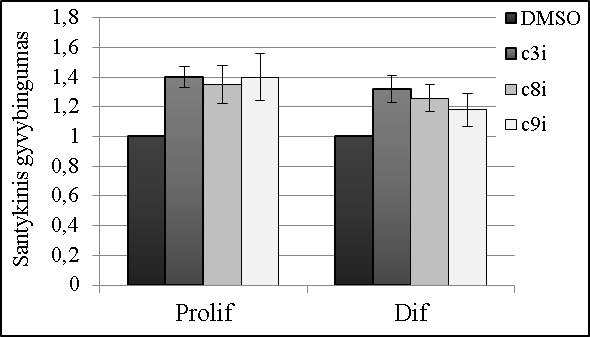 Santykinis gyvybingumas
1,8
1,6
1,4
1,2
1
0,8
0,6
0,4
0,2
0
Prolif
Dif
DMSO
c3i
c8i
c9i